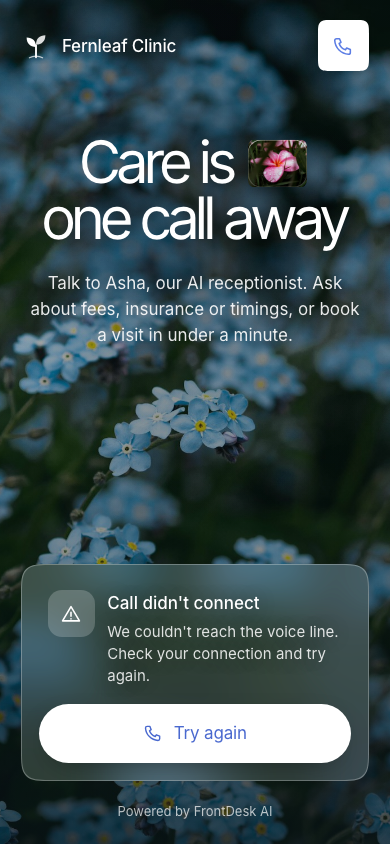 Fernleaf Clinic
Care is
one call away
Talk to Asha, our AI receptionist. Ask
about fees, insurance or timings, or book
a visit in under a minute.
Call didn't connect
We couldn't reach the voice line.
Check your connection and try
again.
Try again
Powered by FrontDesk AI